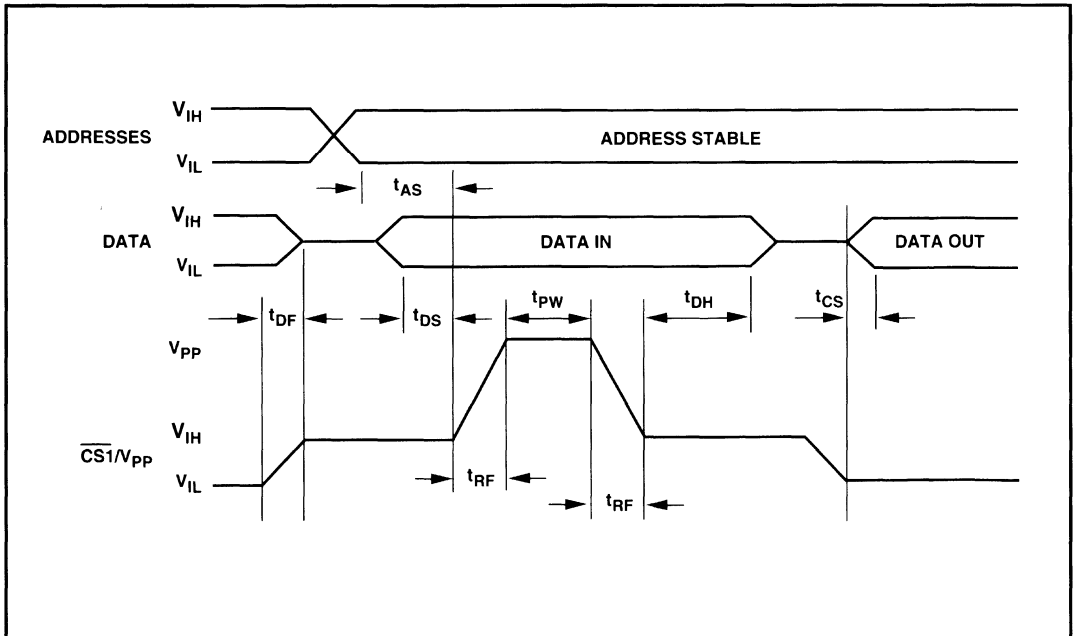 V_IH
ADDRESSES
ADDRESS STABLE
V_IL
t_AS
V_IH
DATA
DATA IN
DATA OUT
V_IL
t_DF
t_DS
t_PW
t_DH
t_CS
V_PP
V_IH
C̅S̅1̅/V_PP
V_IL
t_RF
t_RF